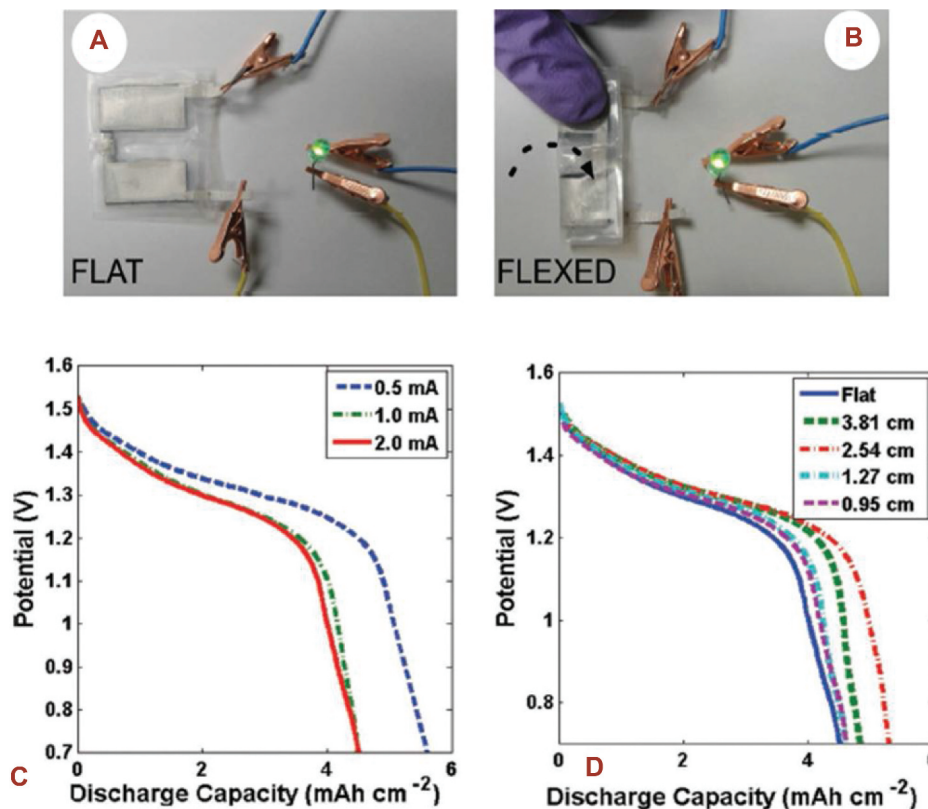 A
B
FLAT
FLEXED
1.6
1.5
1.4
1.3
1.2
1.1
1
0.9
0.8
0.7
Potential (V)
0.5 mA
1.0 mA
2.0 mA
0
2
4
6
Discharge Capacity (mAh cm⁻²)
C
1.6
1.4
1.2
1
0.8
Potential (V)
Flat
3.81 cm
2.54 cm
1.27 cm
0.95 cm
0
2
4
6
Discharge Capacity (mAh cm⁻²)
D